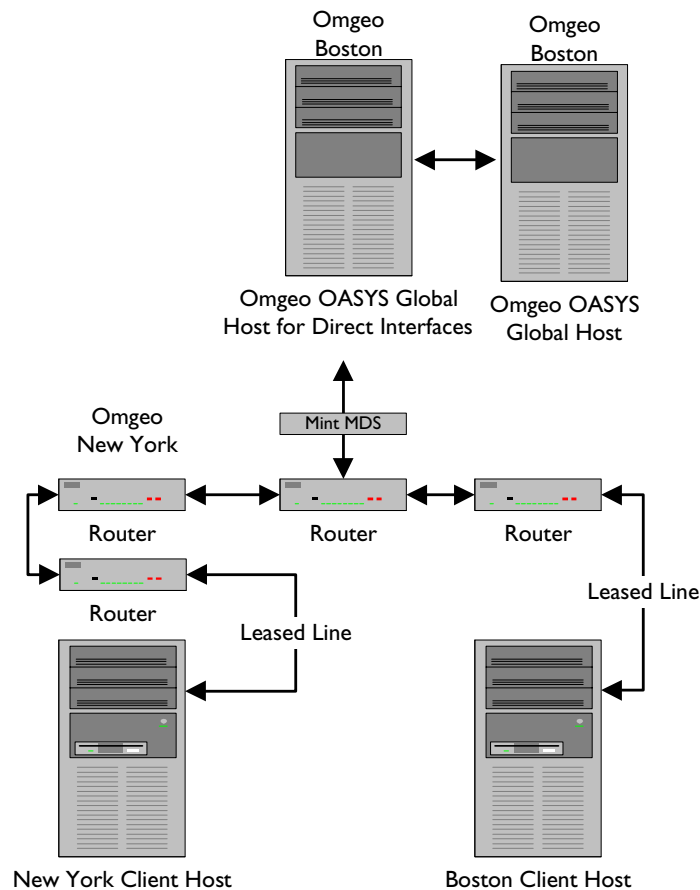 Omgeo
Boston
Omgeo
Boston
Omgeo OASYS Global
Host for Direct Interfaces
Omgeo OASYS
Global Host
Mint MDS
Omgeo
New York
Router
Router
Router
Router
Leased Line
Leased Line
New York Client Host
Boston Client Host